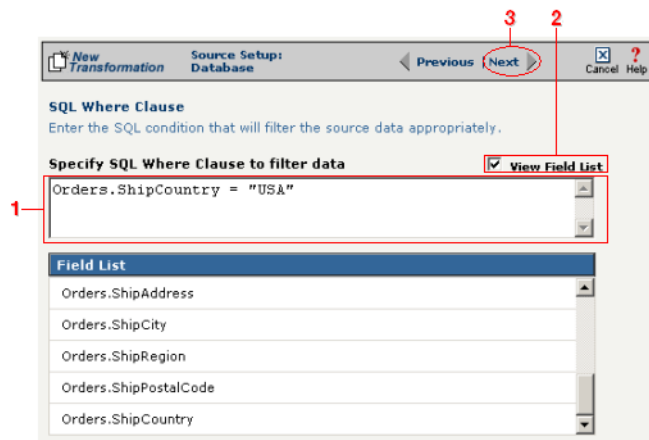 3 2
New Transformation Source Setup: Database Previous Next Cancel ? Help
SQL Where Clause
Enter the SQL condition that will filter the source data appropriately.
Specify SQL Where Clause to filter data View Field List
1 Orders.ShipCountry = "USA"
Field List
Orders.ShipAddress
Orders.ShipCity
Orders.ShipRegion
Orders.ShipPostalCode
Orders.ShipCountry